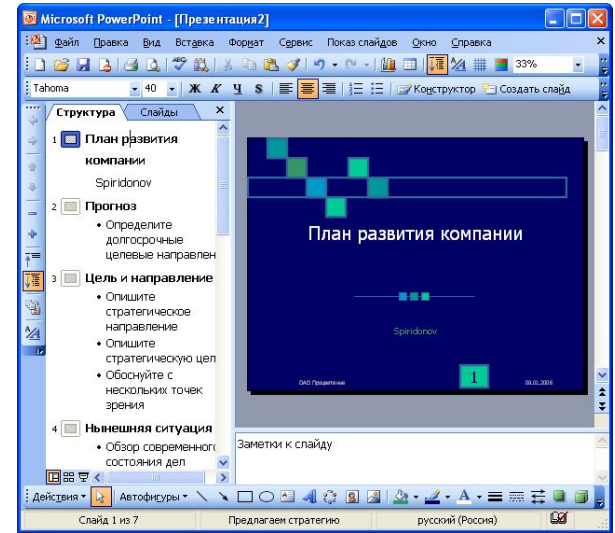 Microsoft PowerPoint - [Презентация2]
Файл Правка Вид Вставка Формат Сервис Показ слайдов Окно Справка
33%
Tahoma 40 Ж К Ч S Конструктор Создать слайд
Структура Слайды
1 План развития
компании
Spiridonov
2 Прогноз
• Определите
долгосрочные
целевые направлен
3 Цель и направление
• Опишите
стратегическое
направление
• Опишите
стратегическую цел
• Обоснуйте с
нескольких точек
зрения
4 Нынешняя ситуация
• Обзор современного
состояния дел
План развития компании
Spiridonov
ОАО Процветание 1 09.01.2006
Заметки к слайду
Действия Автофигуры
Слайд 1 из 7 Предлагаем стратегию русский (Россия)